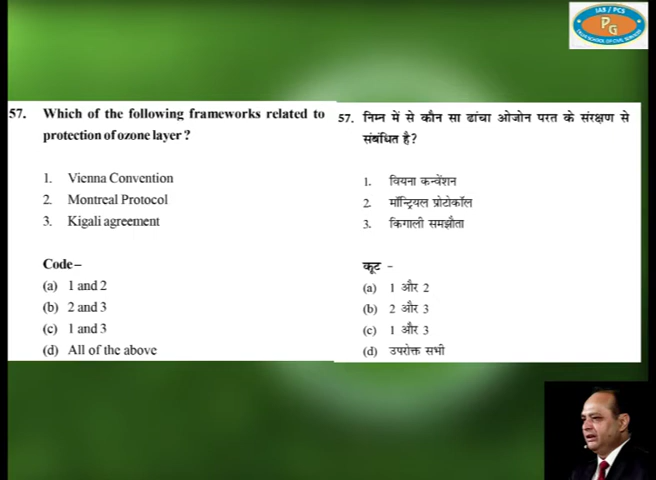 IAS / PCS
PG
57. Which of the following frameworks related to
protection of ozone layer ?
1. Vienna Convention
2. Montreal Protocol
3. Kigali agreement
Code–
(a) 1 and 2
(b) 2 and 3
(c) 1 and 3
(d) All of the above
57. निम्न में से कौन सा ढांचा ओजोन परत के संरक्षण से
संबंधित है?
1. वियना कन्वेंशन
2. मॉन्ट्रियल प्रोटोकॉल
3. किगाली समझौता
कूट -
(a) 1 और 2
(b) 2 और 3
(c) 1 और 3
(d) उपरोक्त सभी